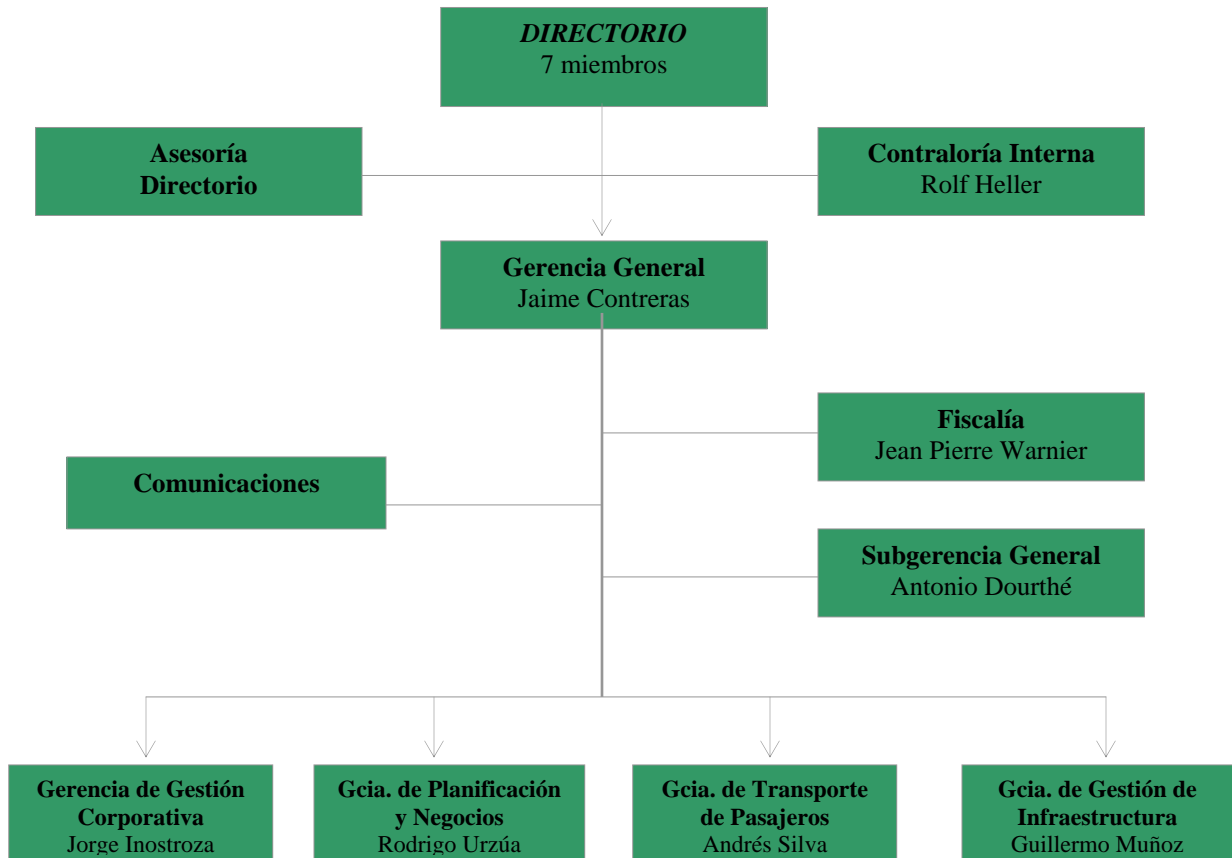 DIRECTORIO
7 miembros
Asesoría
Directorio
Contraloría Interna
Rolf Heller
Gerencia General
Jaime Contreras
Fiscalía
Jean Pierre Warnier
Comunicaciones
Subgerencia General
Antonio Dourthé
Gerencia de Gestión
Corporativa
Jorge Inostroza
Gcia. de Planificación
y Negocios
Rodrigo Urzúa
Gcia. de Transporte
de Pasajeros
Andrés Silva
Gcia. de Gestión de
Infraestructura
Guillermo Muñoz